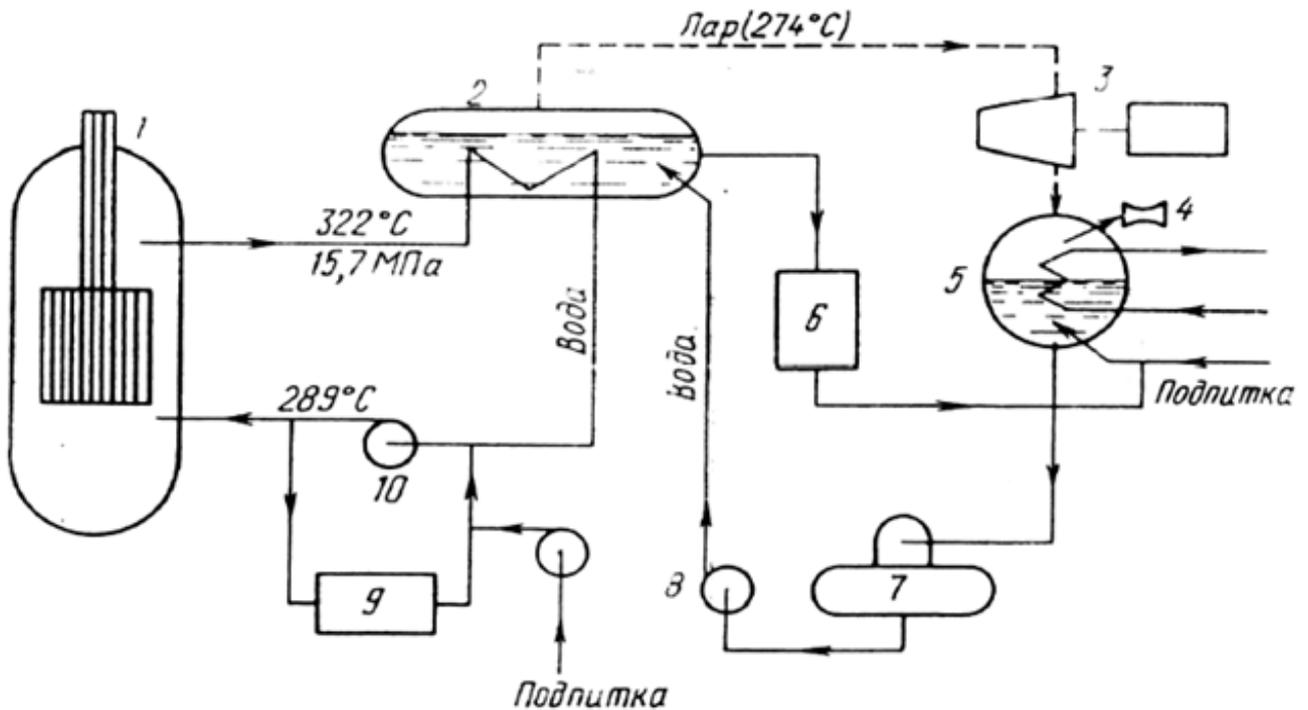 Пар(274°С)
1
2
3
322°С
15,7 МПа
4
5
6
Вода
Вода
289°С
Подпитка
10
8
7
9
Подпитка